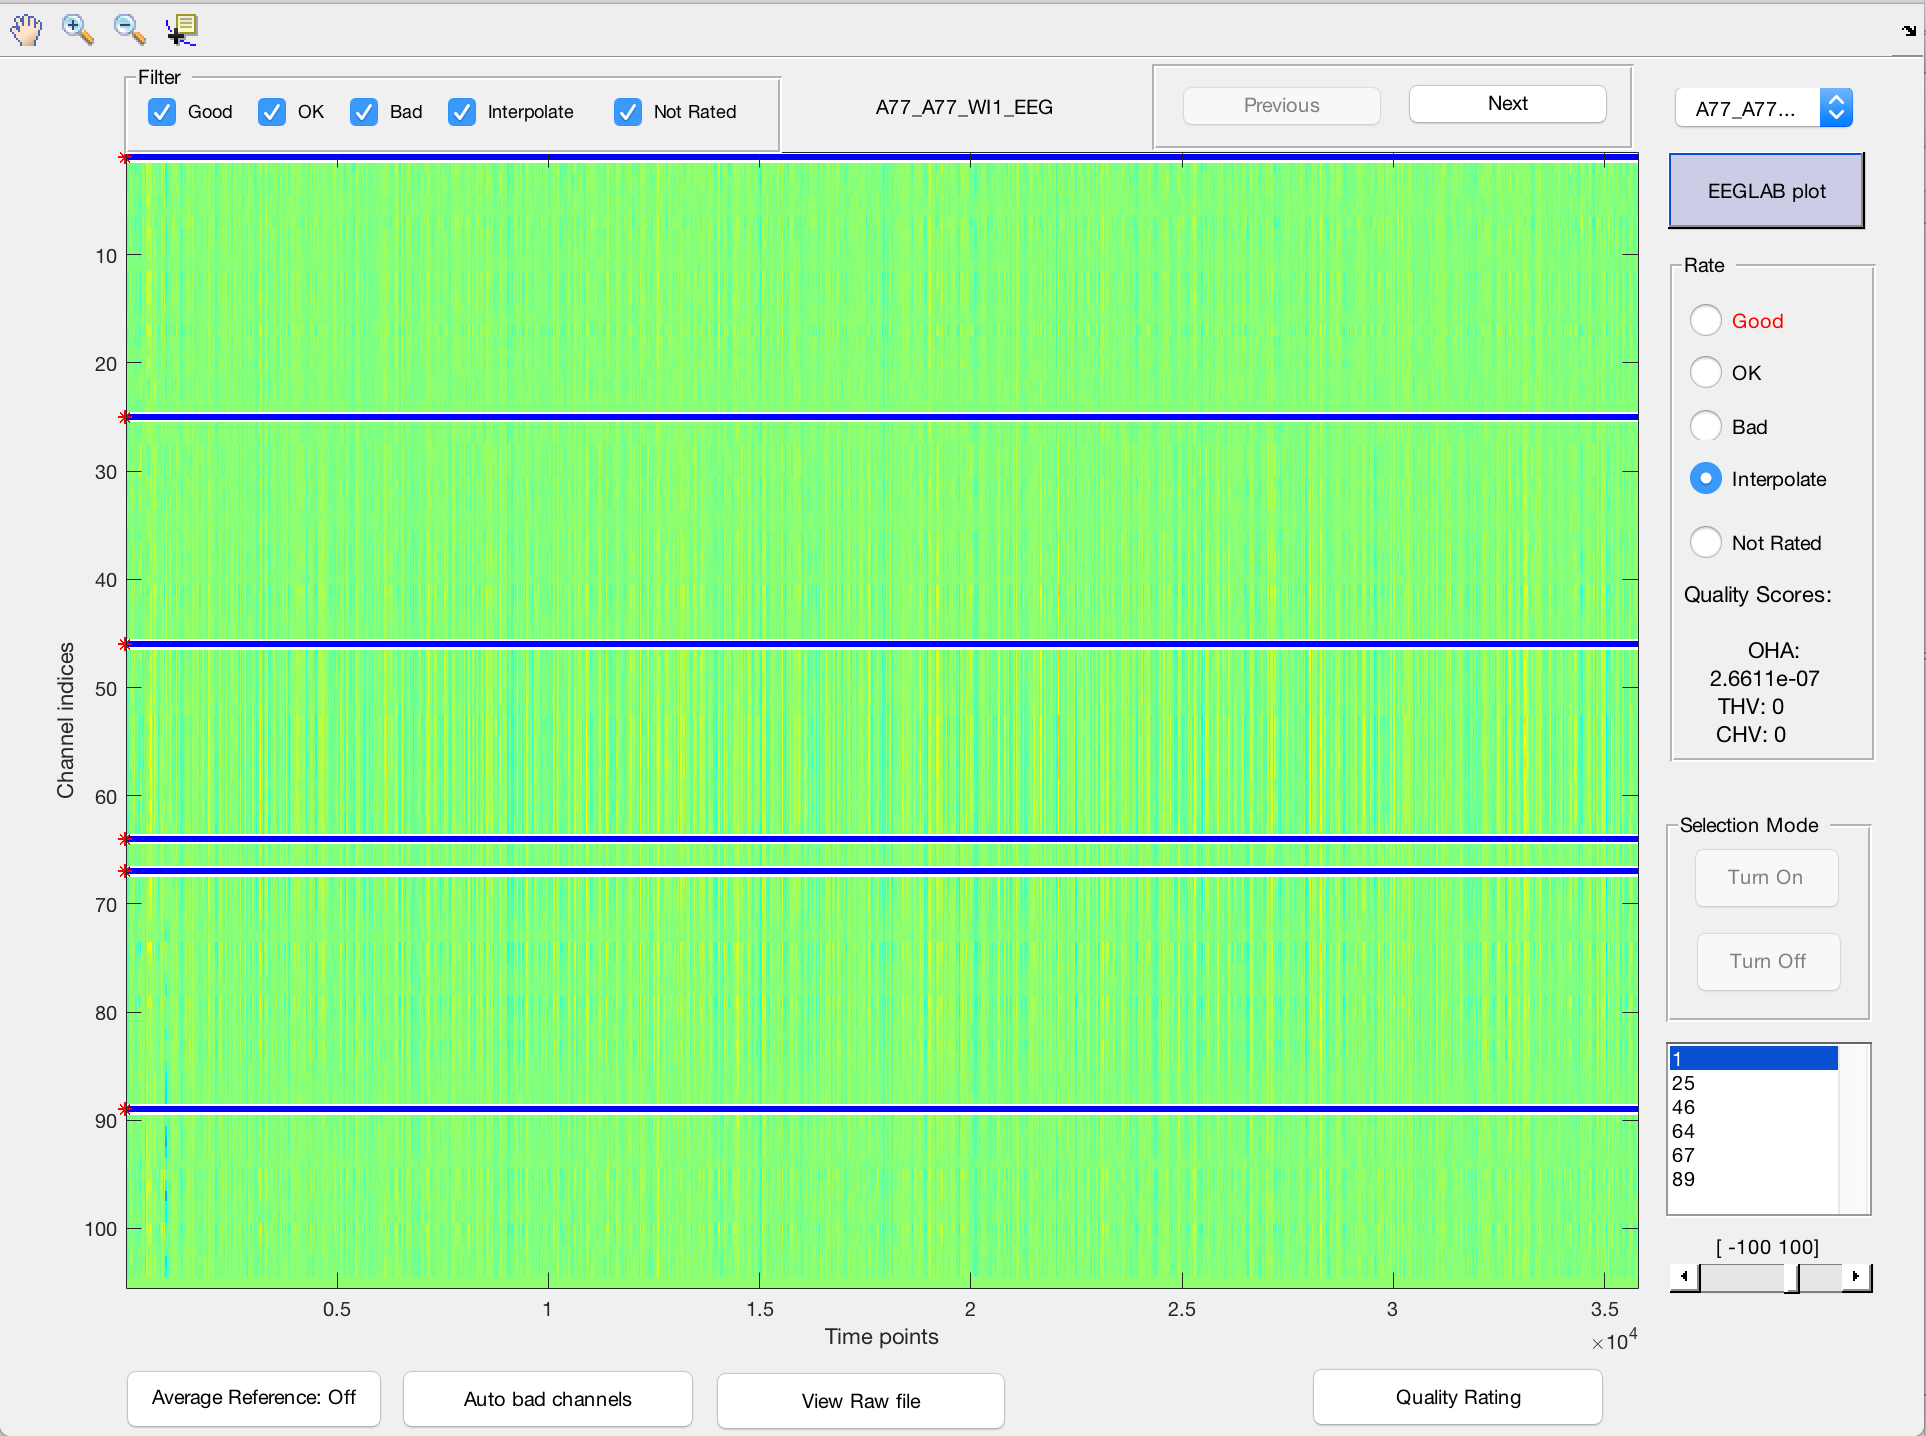 Filter
Good OK Bad Interpolate Not Rated
A77_A77_WI1_EEG
Previous Next
A77_A77...
EEGLAB plot
Rate
Good
OK
Bad
Interpolate
Not Rated
Quality Scores:
OHA:
2.6611e-07
THV: 0
CHV: 0
Selection Mode
Turn On
Turn Off
1
25
46
64
67
89
[ -100 100]
Channel indices
10
20
30
40
50
60
70
80
90
100
0.5 1 1.5 2 2.5 3 3.5
×10⁴
Time points
Average Reference: Off Auto bad channels View Raw file Quality Rating